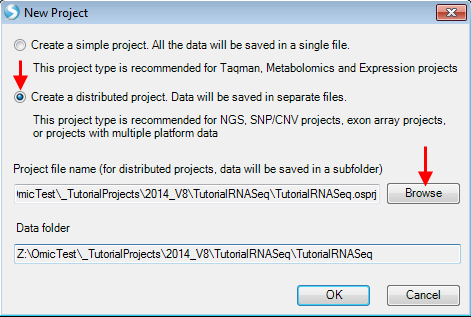 New Project
Create a simple project. All the data will be saved in a single file.
This project type is recommended for Taqman, Metabolomics and Expression projects
Create a distributed project. Data will be saved in separate files.
This project type is recommended for NGS, SNP/CNV projects, exon array projects,
or projects with multiple platform data
Project file name (for distributed projects, data will be saved in a subfolder)
OmicTest\_TutorialProjects\2014_V8\TutorialRNASeq\TutorialRNASeq.osprj
Browse
Data folder
Z:\OmicTest\_TutorialProjects\2014_V8\TutorialRNASeq\TutorialRNASeq
OK
Cancel